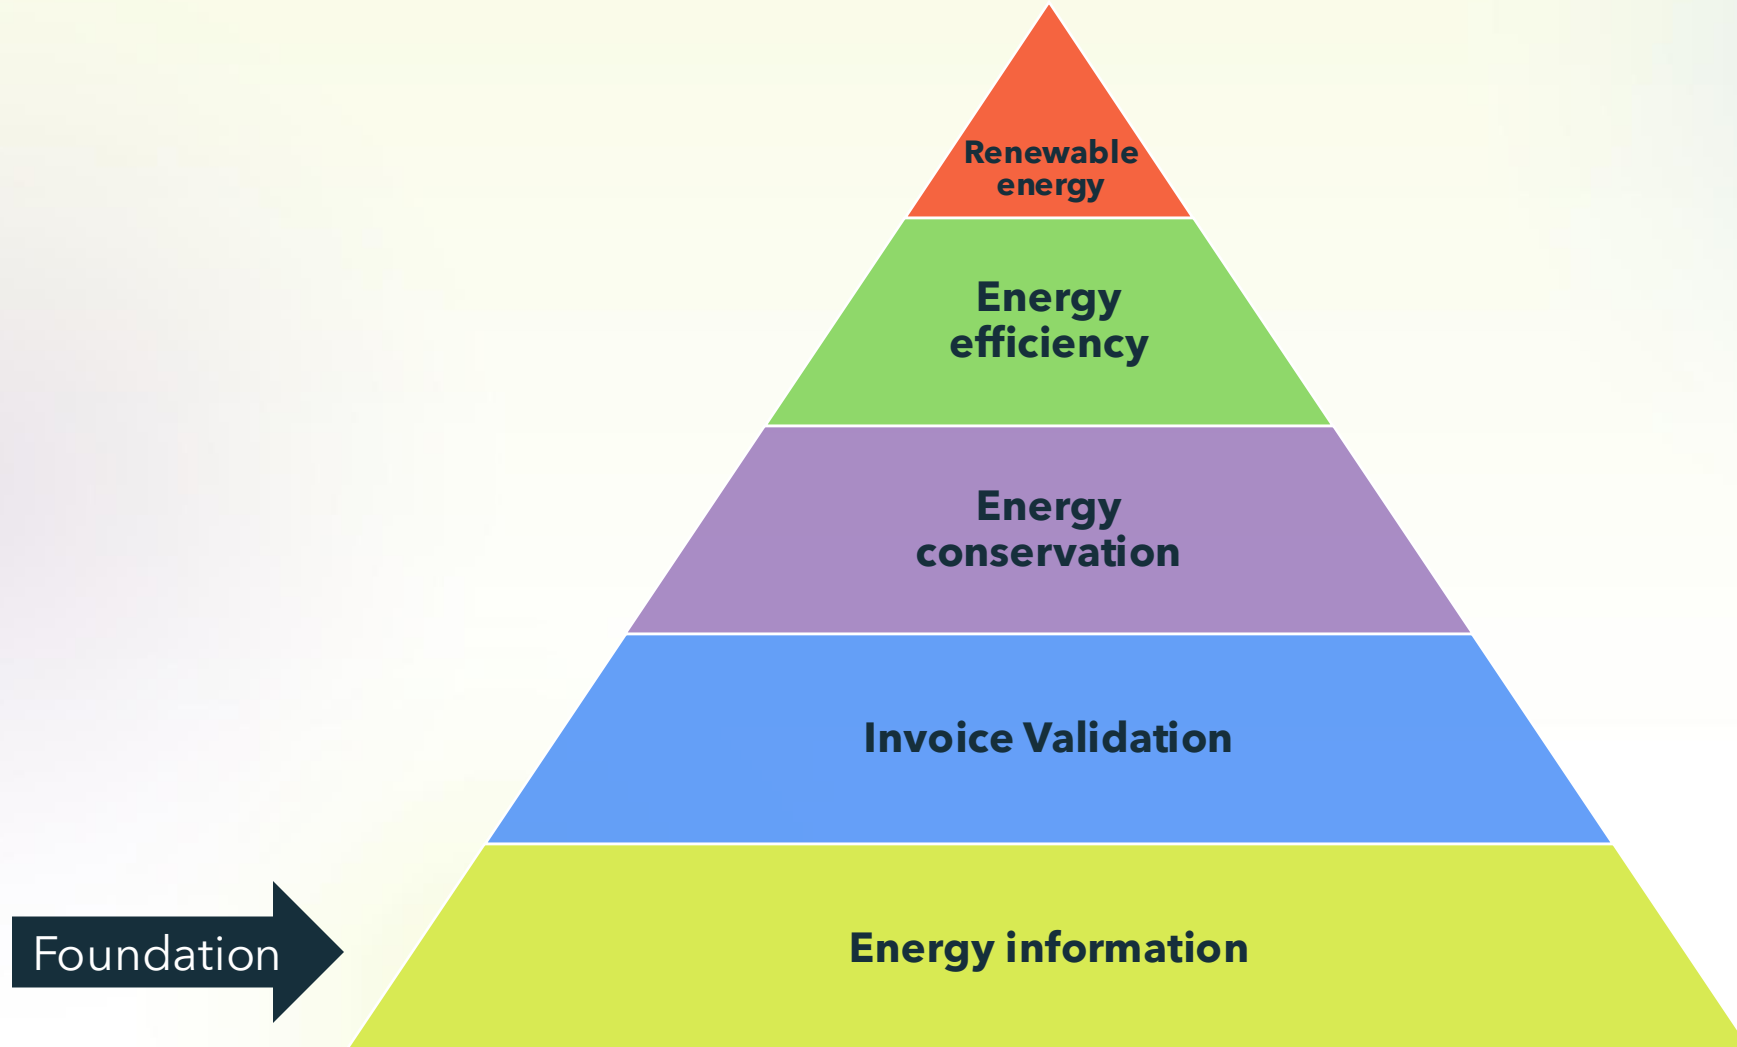 Renewable
energy
Energy
efficiency
Energy
conservation
Invoice Validation
Foundation
Energy information